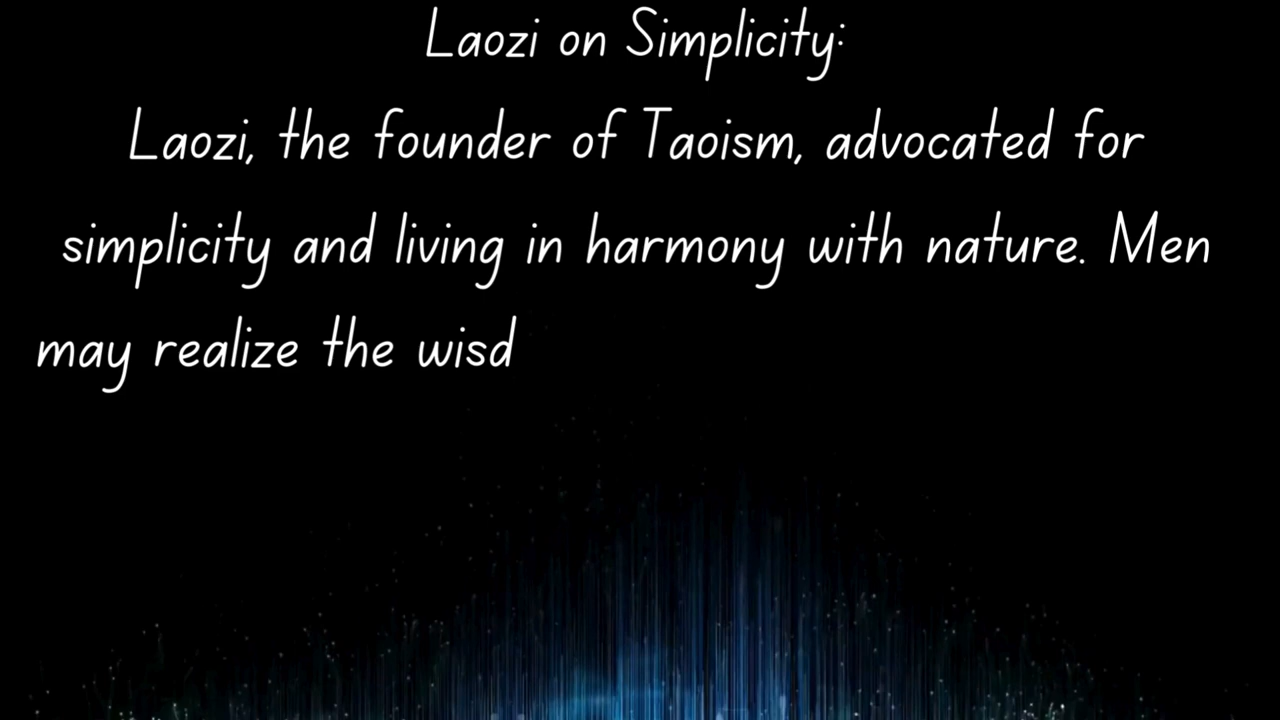 Laozi on Simplicity:
Laozi, the founder of Taoism, advocated for
simplicity and living in harmony with nature. Men
may realize the wisd